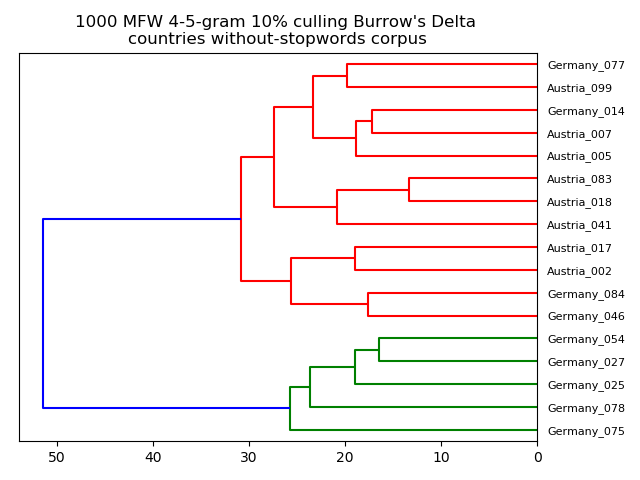 1000 MFW 4-5-gram 10% culling Burrow's Delta
countries without-stopwords corpus
Germany_077
Austria_099
Germany_014
Austria_007
Austria_005
Austria_083
Austria_018
Austria_041
Austria_017
Austria_002
Germany_084
Germany_046
Germany_054
Germany_027
Germany_025
Germany_078
Germany_075
50 40 30 20 10 0